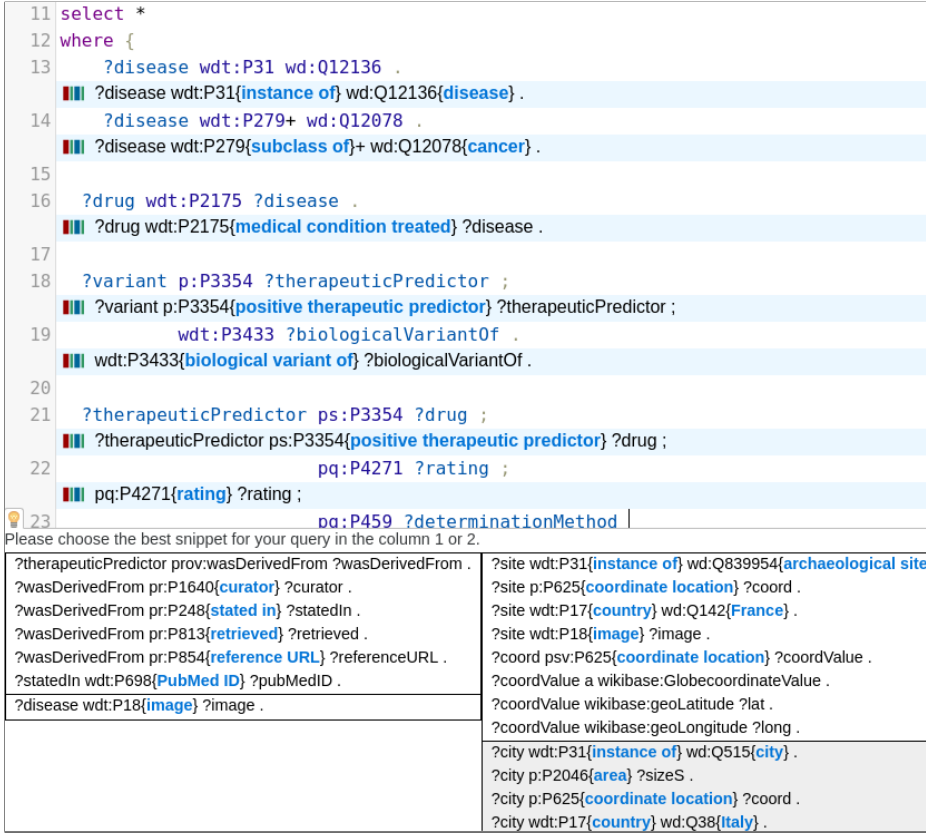 11 select *
12 where {
13 ?disease wdt:P31 wd:Q12136 .
?disease wdt:P31{instance of} wd:Q12136{disease} .
14 ?disease wdt:P279+ wd:Q12078 .
?disease wdt:P279{subclass of}+ wd:Q12078{cancer} .
15
16 ?drug wdt:P2175 ?disease .
?drug wdt:P2175{medical condition treated} ?disease .
17
18 ?variant p:P3354 ?therapeuticPredictor ;
?variant p:P3354{positive therapeutic predictor} ?therapeuticPredictor ;
19 wdt:P3433 ?biologicalVariantOf .
wdt:P3433{biological variant of} ?biologicalVariantOf .
20
21 ?therapeuticPredictor ps:P3354 ?drug ;
?therapeuticPredictor ps:P3354{positive therapeutic predictor} ?drug ;
22 pq:P4271 ?rating ;
pq:P4271{rating} ?rating ;
23 pq:P459 ?determinationMethod
Please choose the best snippet for your query in the column 1 or 2.
?therapeuticPredictor prov:wasDerivedFrom ?wasDerivedFrom .
?wasDerivedFrom pr:P1640{curator} ?curator .
?wasDerivedFrom pr:P248{stated in} ?statedIn .
?wasDerivedFrom pr:P813{retrieved} ?retrieved .
?wasDerivedFrom pr:P854{reference URL} ?referenceURL .
?statedIn wdt:P698{PubMed ID} ?pubMedID .
?disease wdt:P18{image} ?image .
?site wdt:P31{instance of} wd:Q839954{archaeological site
?site p:P625{coordinate location} ?coord .
?site wdt:P17{country} wd:Q142{France} .
?site wdt:P18{image} ?image .
?coord psv:P625{coordinate location} ?coordValue .
?coordValue a wikibase:GlobecoordinateValue .
?coordValue wikibase:geoLatitude ?lat .
?coordValue wikibase:geoLongitude ?long .
?city wdt:P31{instance of} wd:Q515{city} .
?city p:P2046{area} ?sizeS .
?city p:P625{coordinate location} ?coord .
?city wdt:P17{country} wd:Q38{Italy} .